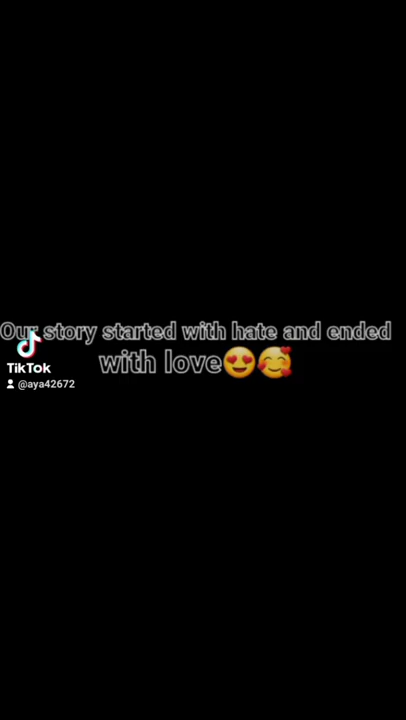 Our story started with hate and ended
with love😍🥰
TikTok
@aya42672